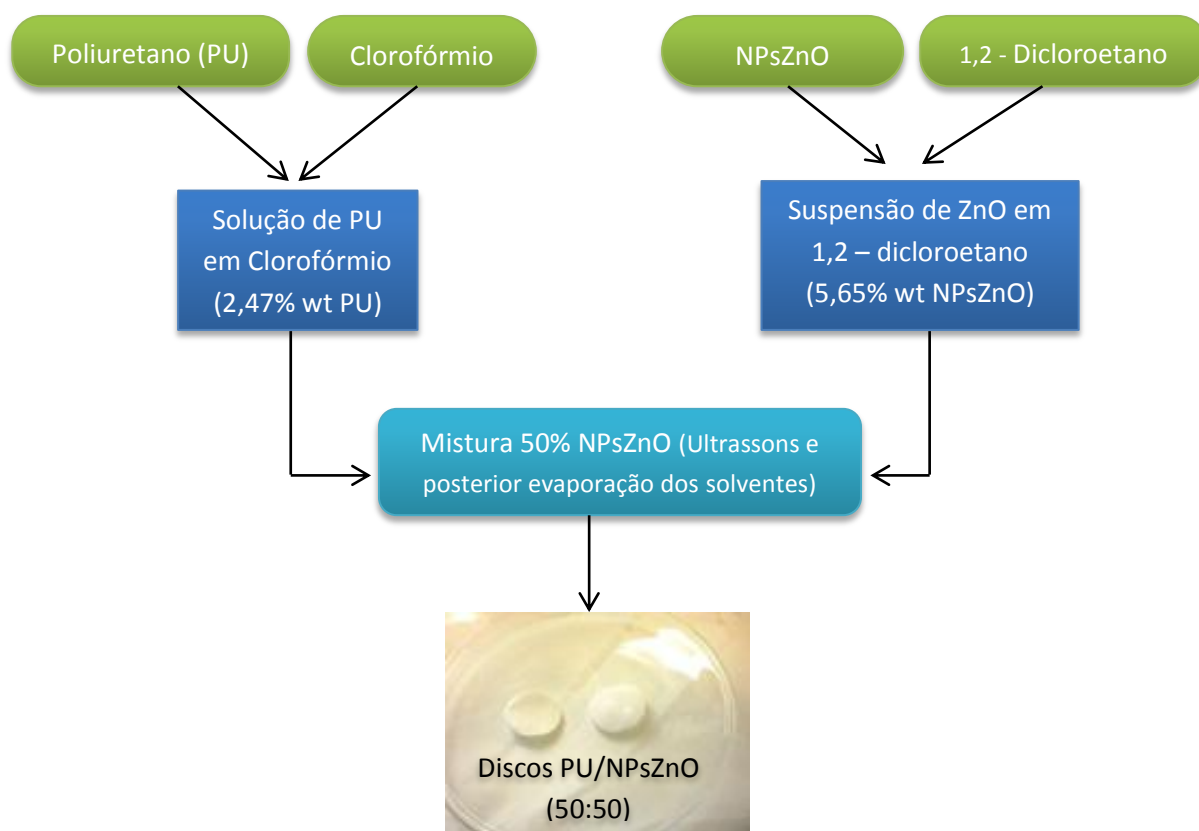 Poliuretano (PU)
Clorofórmio
NPsZnO
1,2 - Dicloroetano
Solução de PU
em Clorofórmio
(2,47% wt PU)
Suspensão de ZnO em
1,2 – dicloroetano
(5,65% wt NPsZnO)
Mistura 50% NPsZnO (Ultrassons e
posterior evaporação dos solventes)
Discos PU/NPsZnO
(50:50)